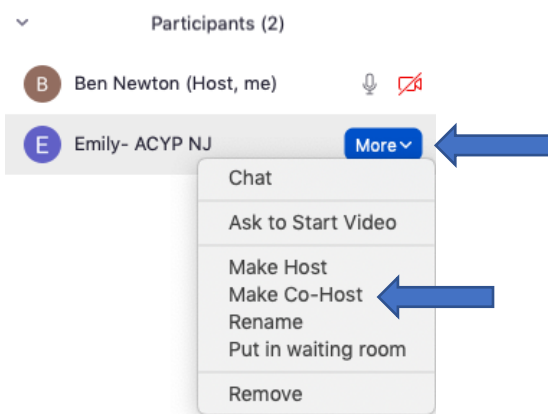 Participants (2)
B Ben Newton (Host, me)
E Emily- ACYP NJ More
Chat
Ask to Start Video
Make Host
Make Co-Host
Rename
Put in waiting room
Remove